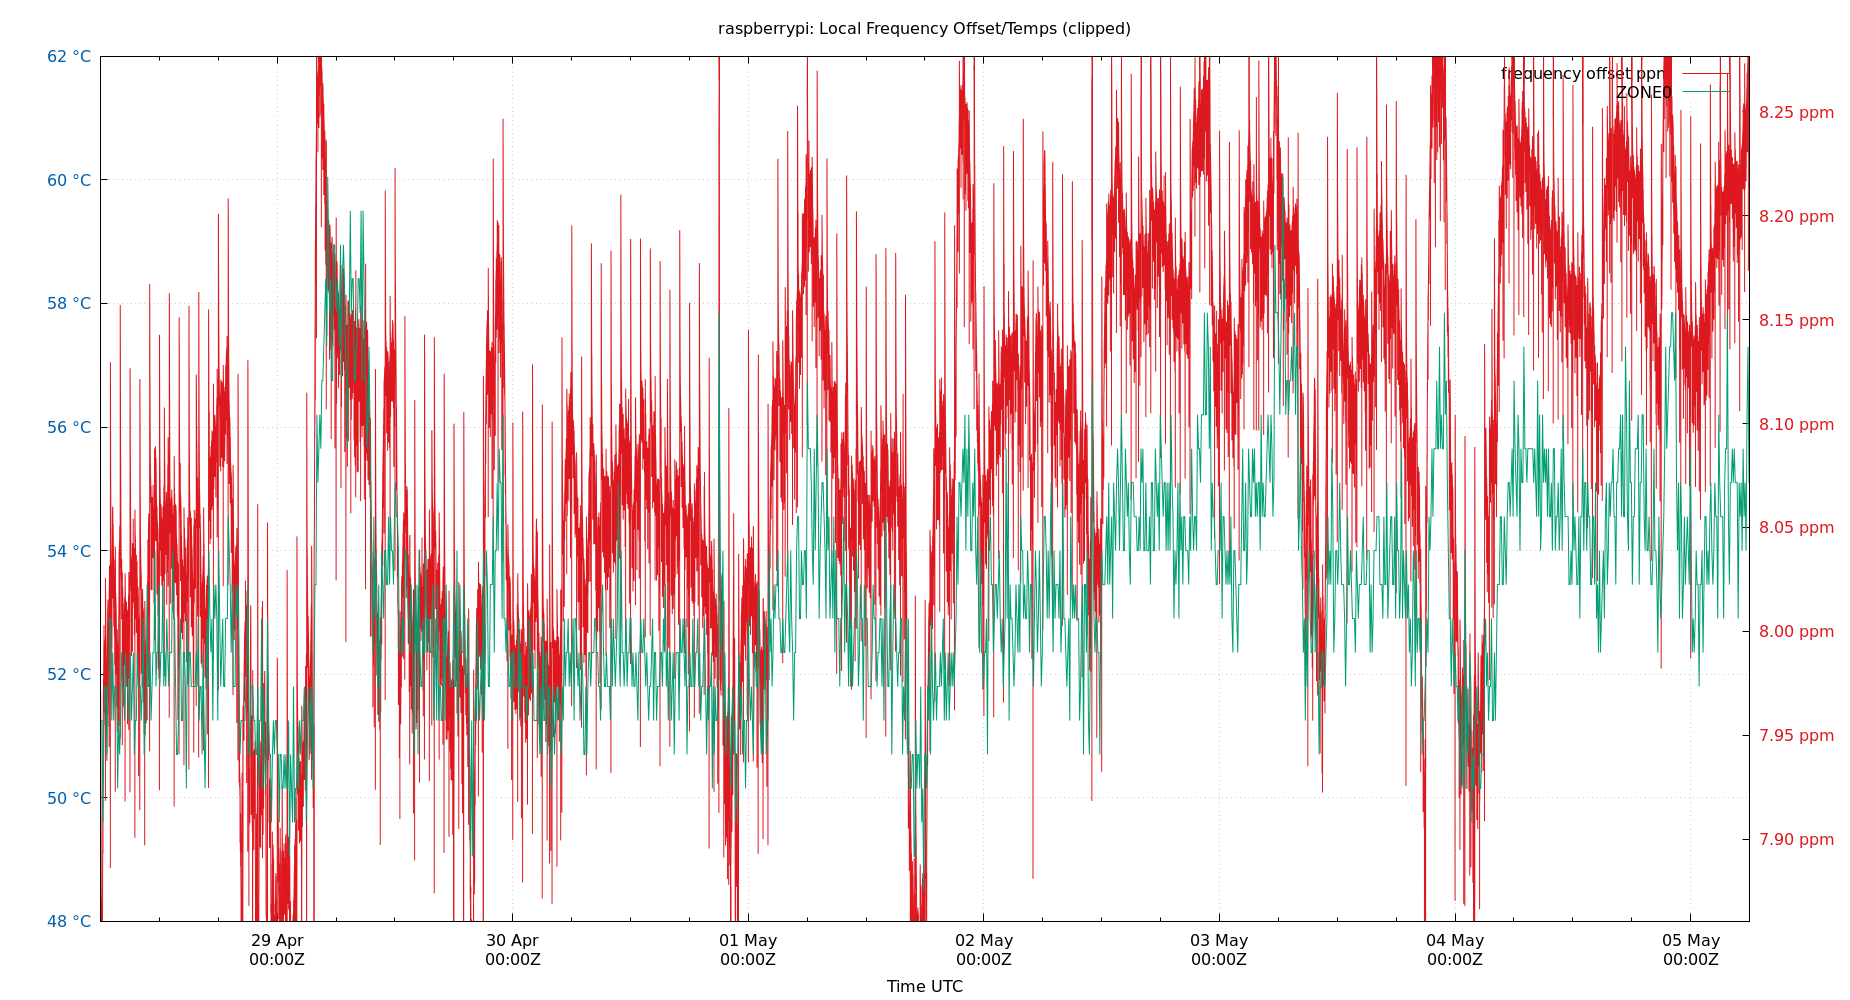 raspberrypi: Local Frequency Offset/Temps (clipped)
62 °C
60 °C
58 °C
56 °C
54 °C
52 °C
50 °C
48 °C
frequency offset ppm
ZONE0
8.25 ppm
8.20 ppm
8.15 ppm
8.10 ppm
8.05 ppm
8.00 ppm
7.95 ppm
7.90 ppm
29 Apr 30 Apr 01 May 02 May 03 May 04 May 05 May
00:00Z 00:00Z 00:00Z 00:00Z 00:00Z 00:00Z 00:00Z
Time UTC